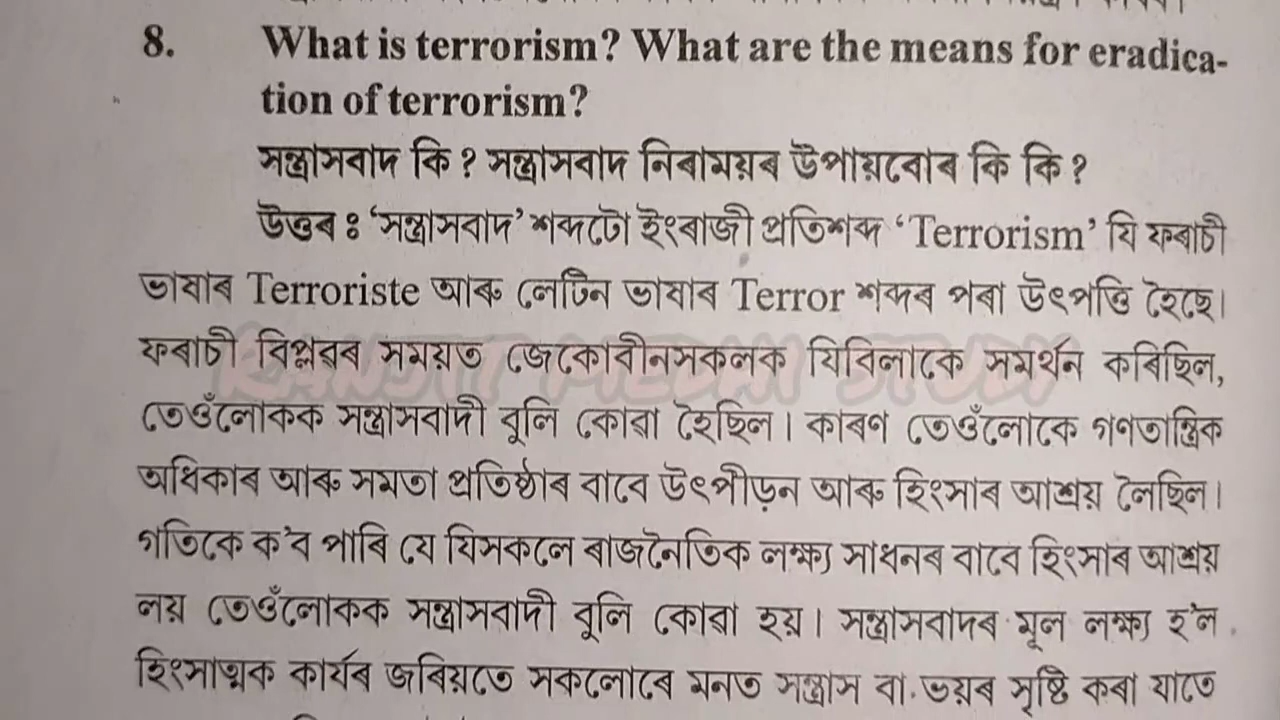 8. What is terrorism? What are the means for eradica-
tion of terrorism?
সন্ত্ৰাসবাদ কি ? সন্ত্ৰাসবাদ নিৰাময়ৰ উপায়বোৰ কি কি ?
উত্তৰ ঃ ‘সন্ত্ৰাসবাদ’ শব্দটো ইংৰাজী প্ৰতিশব্দ ‘Terrorism’ যি ফৰাচী
ভাষাৰ Terroriste আৰু লেটিন ভাষাৰ Terror শব্দৰ পৰা উৎপত্তি হৈছে।
ফৰাচী বিপ্লৱৰ সময়ত জেকোবীনসকলক যিবিলাকে সমৰ্থন কৰিছিল,
RANJIT MEDHI STUDY
তেওঁলোকক সন্ত্ৰাসবাদী বুলি কোৱা হৈছিল। কাৰণ তেওঁলোকে গণতান্ত্ৰিক
অধিকাৰ আৰু সমতা প্ৰতিষ্ঠাৰ বাবে উৎপীড়ন আৰু হিংসাৰ আশ্ৰয় লৈছিল।
গতিকে ক’ব পাৰি যে যিসকলে ৰাজনৈতিক লক্ষ্য সাধনৰ বাবে হিংসাৰ আশ্ৰয়
লয় তেওঁলোকক সন্ত্ৰাসবাদী বুলি কোৱা হয়। সন্ত্ৰাসবাদৰ মূল লক্ষ্য হ’ল
হিংসাত্মক কাৰ্যৰ জৰিয়তে সকলোৰে মনত সন্ত্ৰাস বা ভয়ৰ সৃষ্টি কৰা যাতে